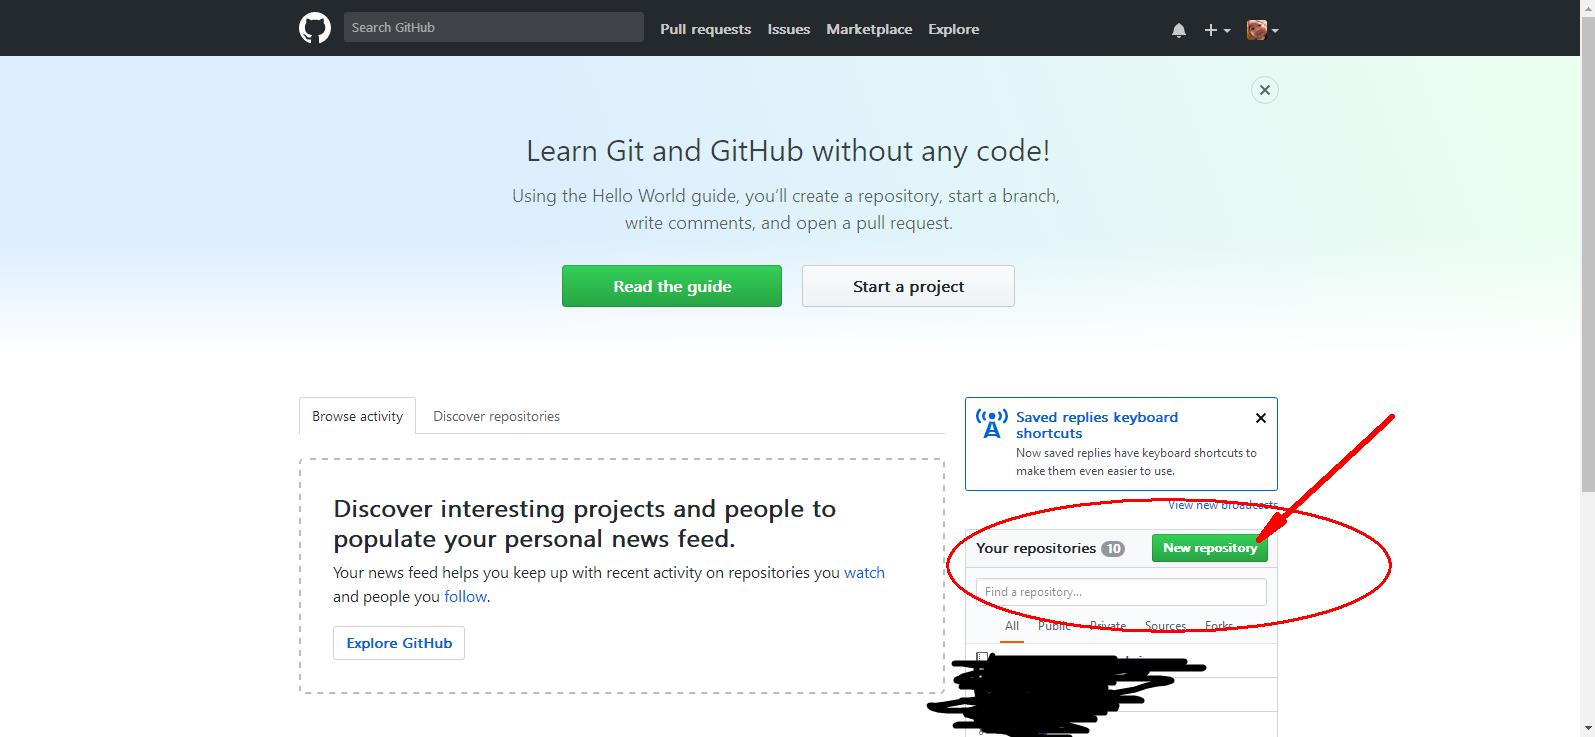 Search GitHub Pull requests Issues Marketplace Explore
Learn Git and GitHub without any code!
Using the Hello World guide, you’ll create a repository, start a branch,
write comments, and open a pull request.
Read the guide Start a project
Browse activity Discover repositories
Discover interesting projects and people to
populate your personal news feed.
Your news feed helps you keep up with recent activity on repositories you watch
and people you follow.
Explore GitHub
Saved replies keyboard
shortcuts
Now saved replies have keyboard shortcuts to
make them even easier to use.
View new broadcasts
Your repositories 10 New repository
Find a repository...
All Public Private Sources Forks